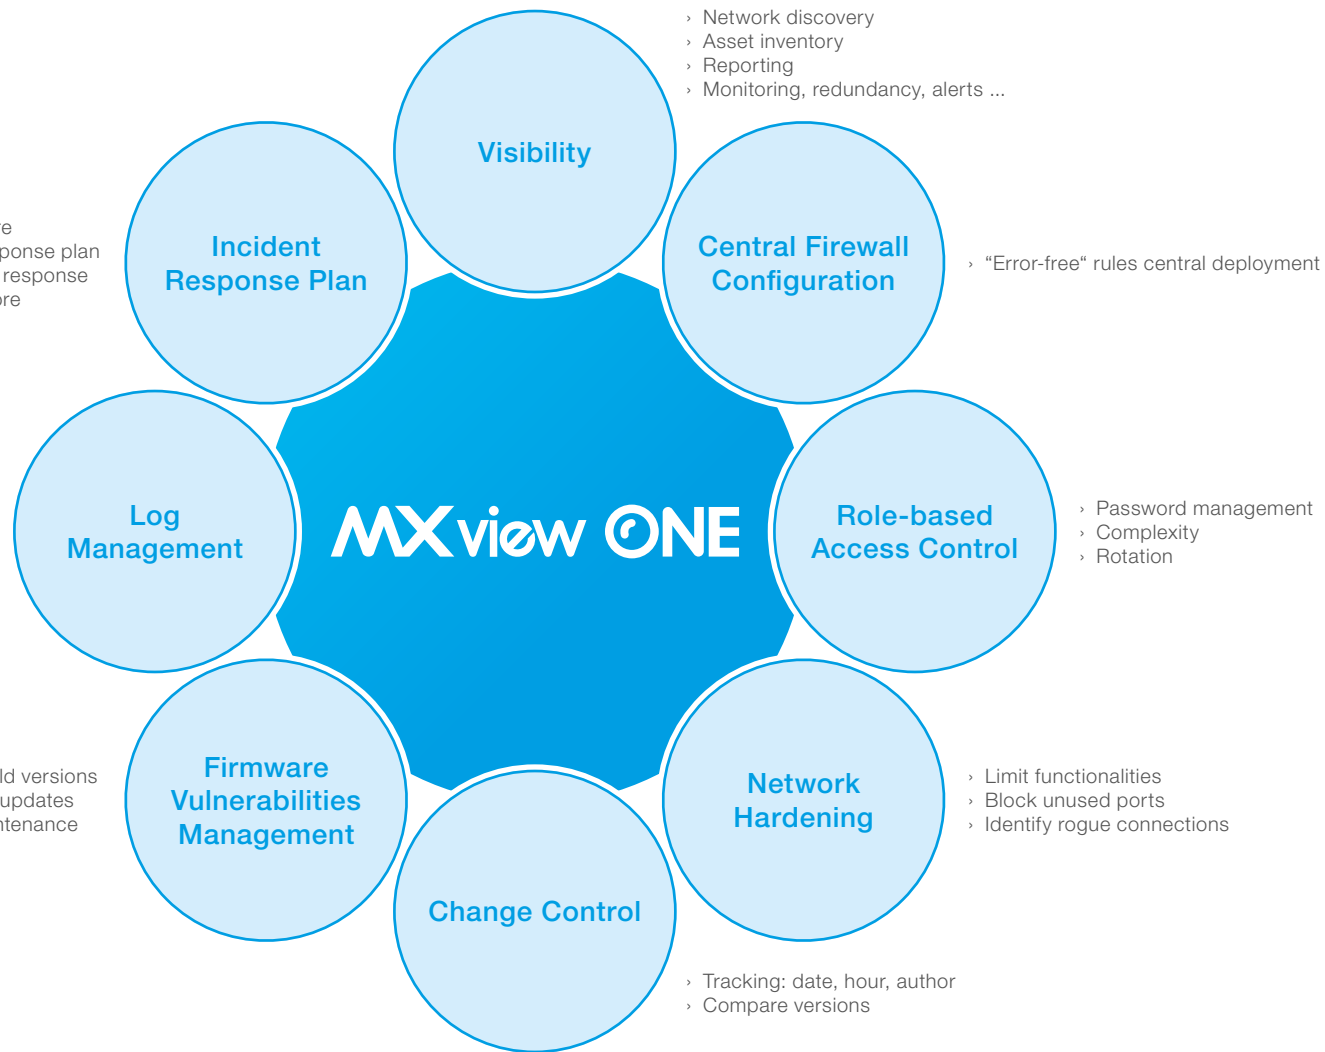 › Network discovery
› Asset inventory
› Reporting
› Monitoring, redundancy, alerts ...
Visibility
Incident
Response Plan
response
Central Firewall
Configuration
› “Error-free“ rules central deployment
Log
Management
MXview ONE
Role-based
Access Control
› Password management
› Complexity
› Rotation
versions
updates
Firmware
Vulnerabilities
Management
Network
Hardening
› Limit functionalities
› Block unused ports
› Identify rogue connections
Change Control
› Tracking: date, hour, author
› Compare versions
plan